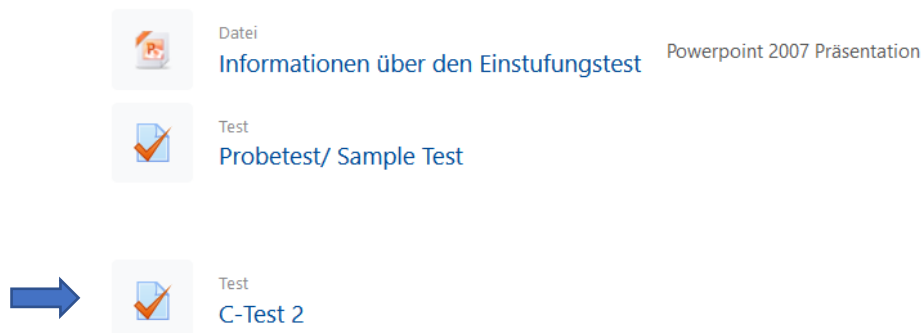 Datei
Informationen über den Einstufungstest Powerpoint 2007 Präsentation
Test
Probetest/ Sample Test
Test
C-Test 2